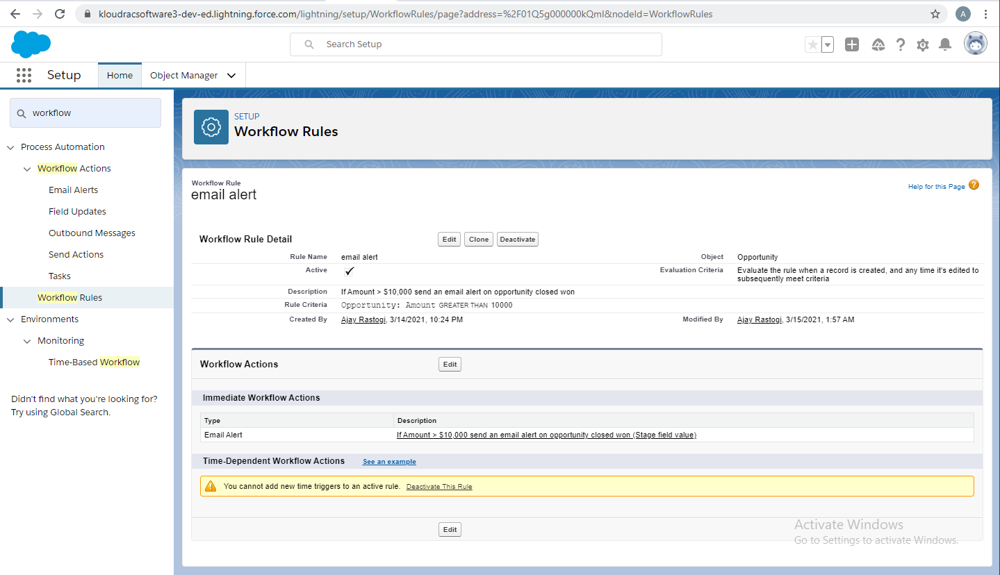 kloudracsoftware3-dev-ed.lightning.force.com/lightning/setup/WorkflowRules/page?address=%2F01Q5g000000kQmI&nodeId=WorkflowRules
A
Search Setup
Setup
Home
Object Manager
workflow
Process Automation
Workflow Actions
Email Alerts
Field Updates
Outbound Messages
Send Actions
Tasks
Workflow Rules
Environments
Monitoring
Time-Based Workflow
Didn't find what you're looking for?
Try using Global Search.
SETUP
Workflow Rules
Workflow Rule
email alert
Help for this Page ?
Workflow Rule Detail Edit Clone Deactivate
Rule Name email alert Object Opportunity
Active Evaluation Criteria Evaluate the rule when a record is created, and any time it's edited to
subsequently meet criteria
Description If Amount > $10,000 send an email alert on opportunity closed won
Rule Criteria Opportunity: Amount GREATER THAN 10000
Created By Ajay Rastogi, 3/14/2021, 10:24 PM Modified By Ajay Rastogi, 3/15/2021, 1:57 AM
Workflow Actions Edit
Immediate Workflow Actions
Type Description
Email Alert If Amount > $10,000 send an email alert on opportunity closed won (Stage field value)
Time-Dependent Workflow Actions See an example
You cannot add new time triggers to an active rule. Deactivate This Rule
Edit
Activate Windows
Go to Settings to activate Windows.